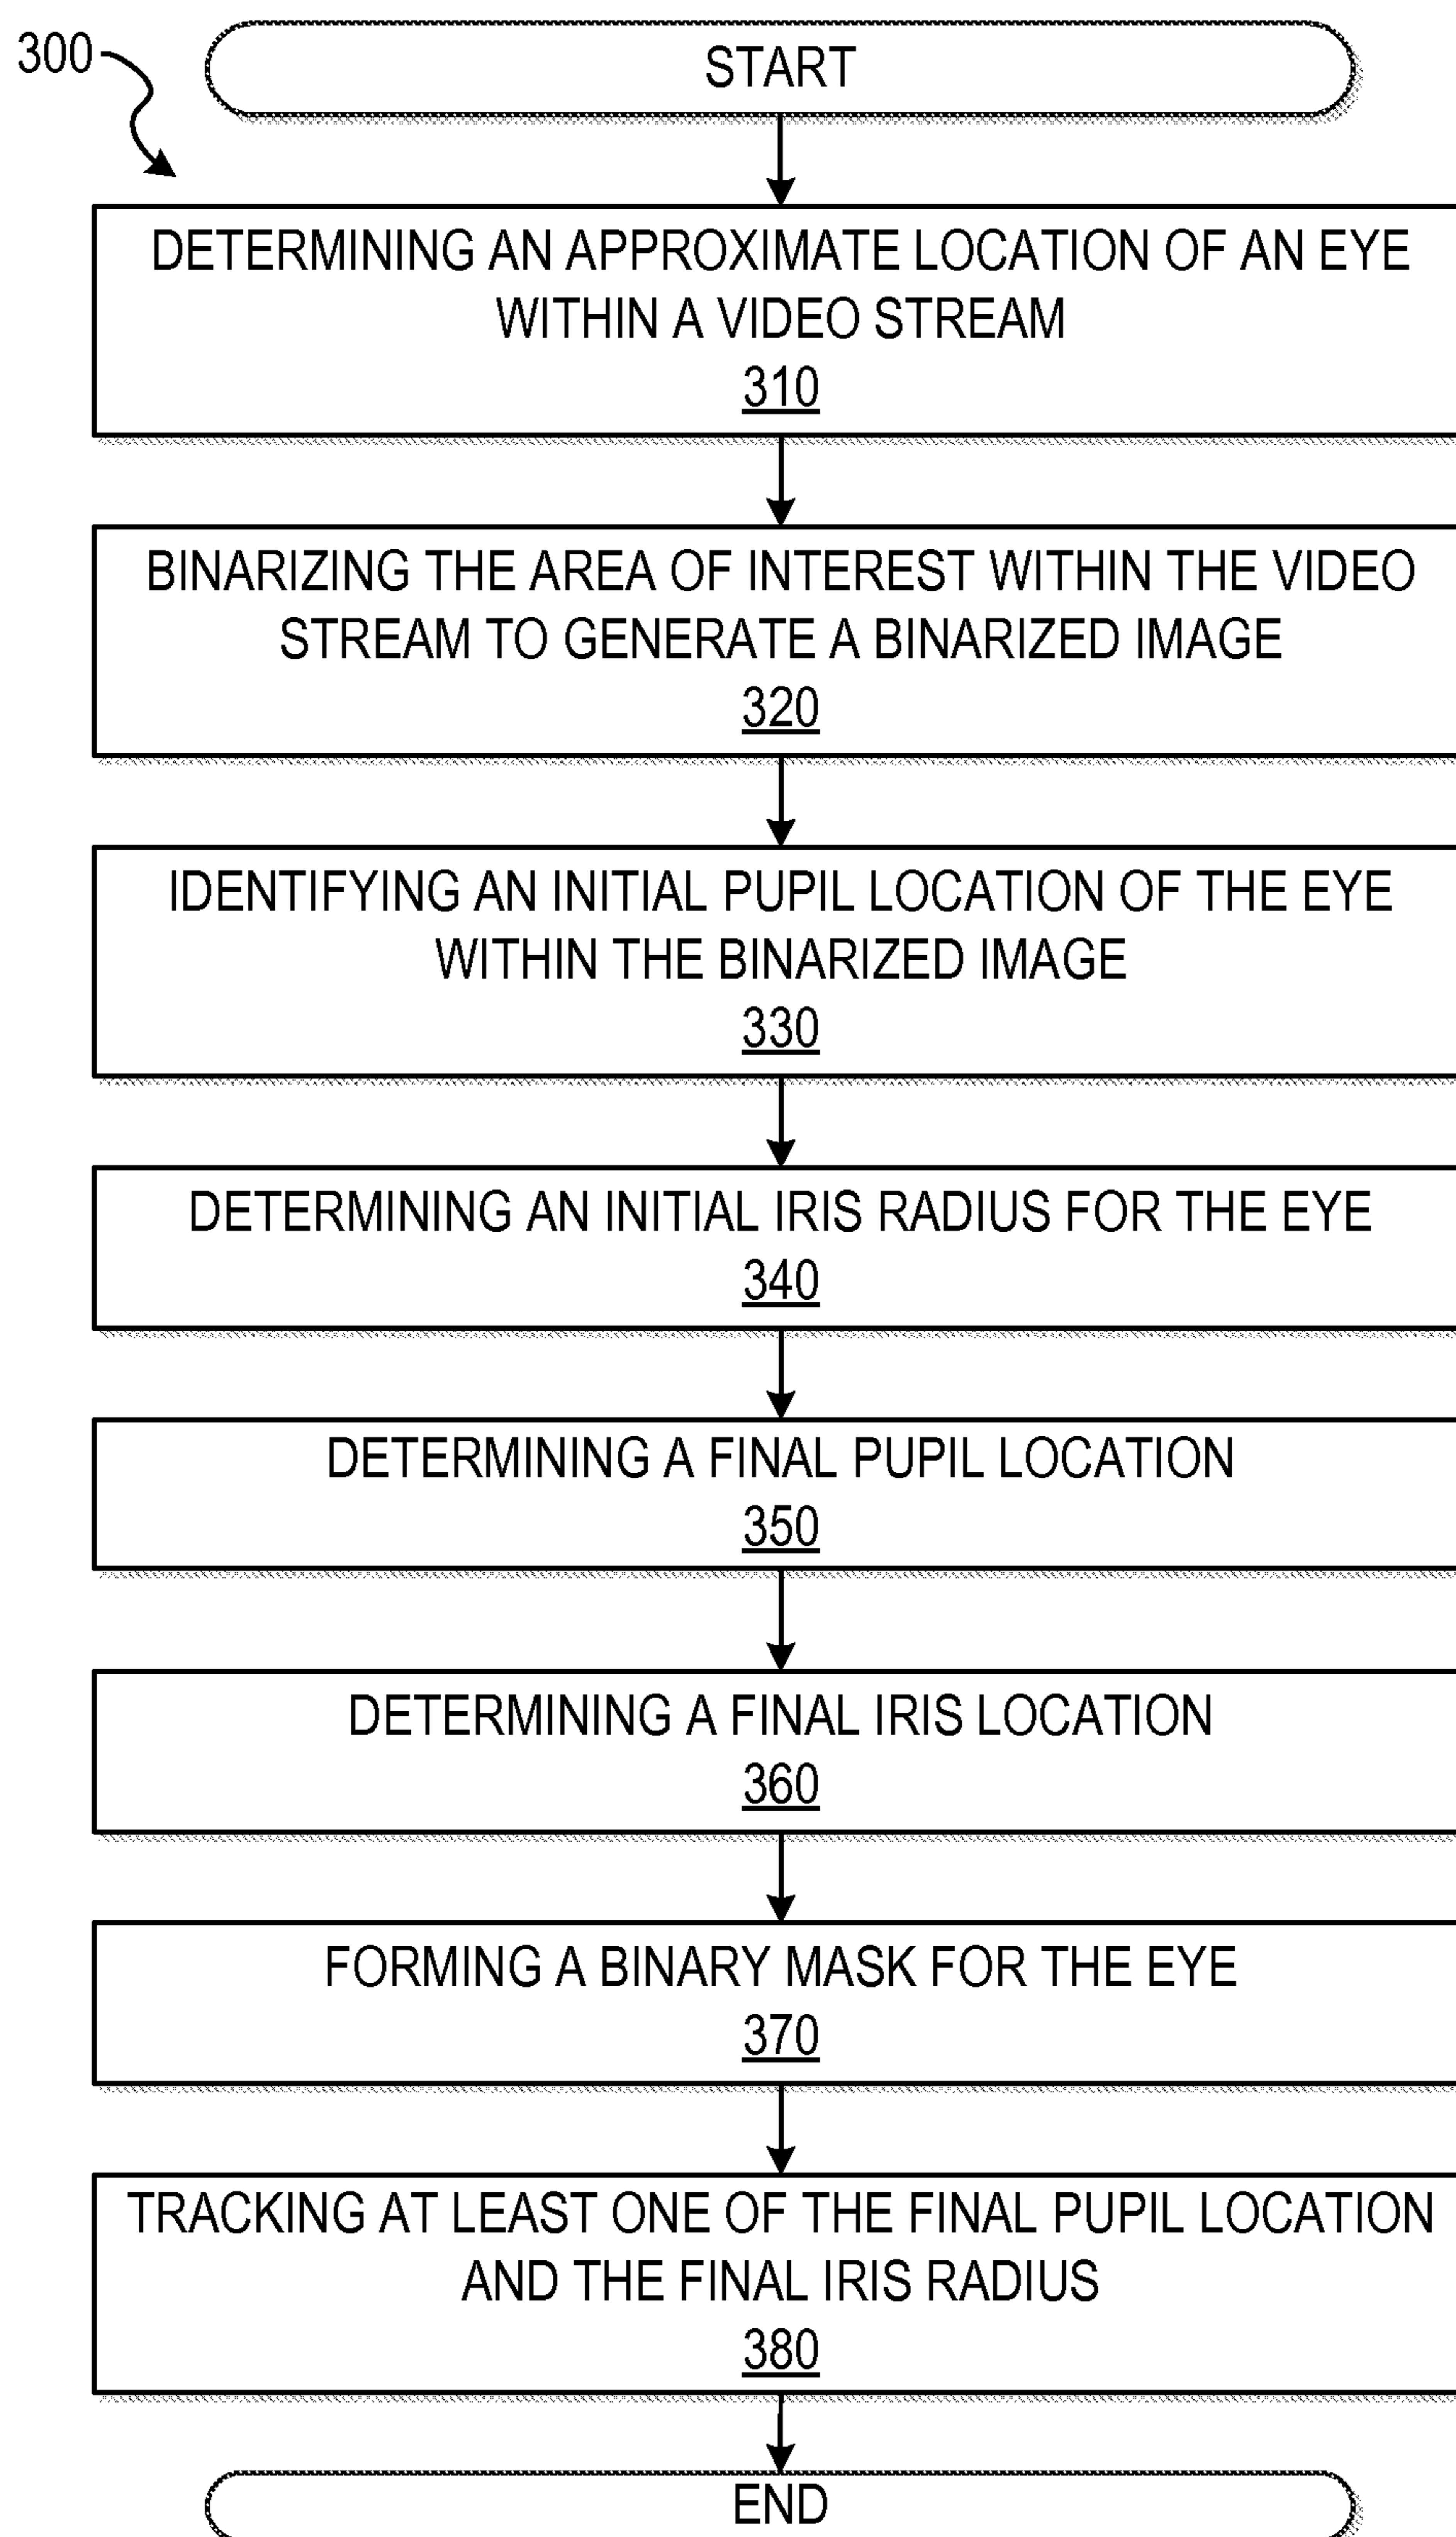 300
START
DETERMINING AN APPROXIMATE LOCATION OF AN EYE
WITHIN A VIDEO STREAM
310
BINARIZING THE AREA OF INTEREST WITHIN THE VIDEO
STREAM TO GENERATE A BINARIZED IMAGE
320
IDENTIFYING AN INITIAL PUPIL LOCATION OF THE EYE
WITHIN THE BINARIZED IMAGE
330
DETERMINING AN INITIAL IRIS RADIUS FOR THE EYE
340
DETERMINING A FINAL PUPIL LOCATION
350
DETERMINING A FINAL IRIS LOCATION
360
FORMING A BINARY MASK FOR THE EYE
370
TRACKING AT LEAST ONE OF THE FINAL PUPIL LOCATION
AND THE FINAL IRIS RADIUS
380
END